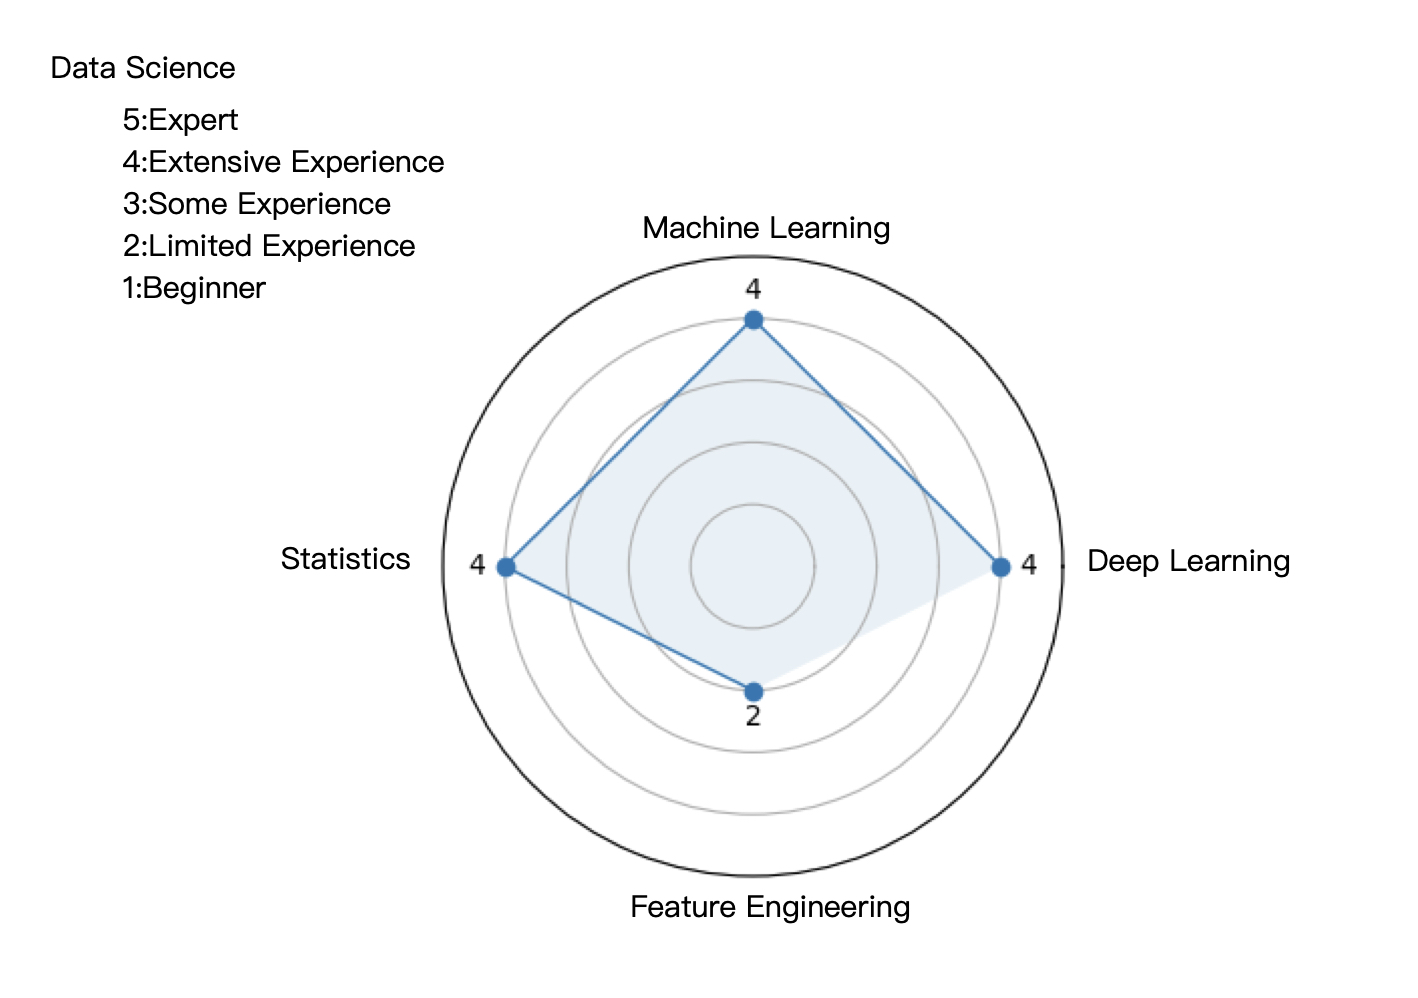 Data Science
5:Expert
4:Extensive Experience
3:Some Experience
2:Limited Experience
1:Beginner
Machine Learning
4
Statistics
4
4
Deep Learning
2
Feature Engineering